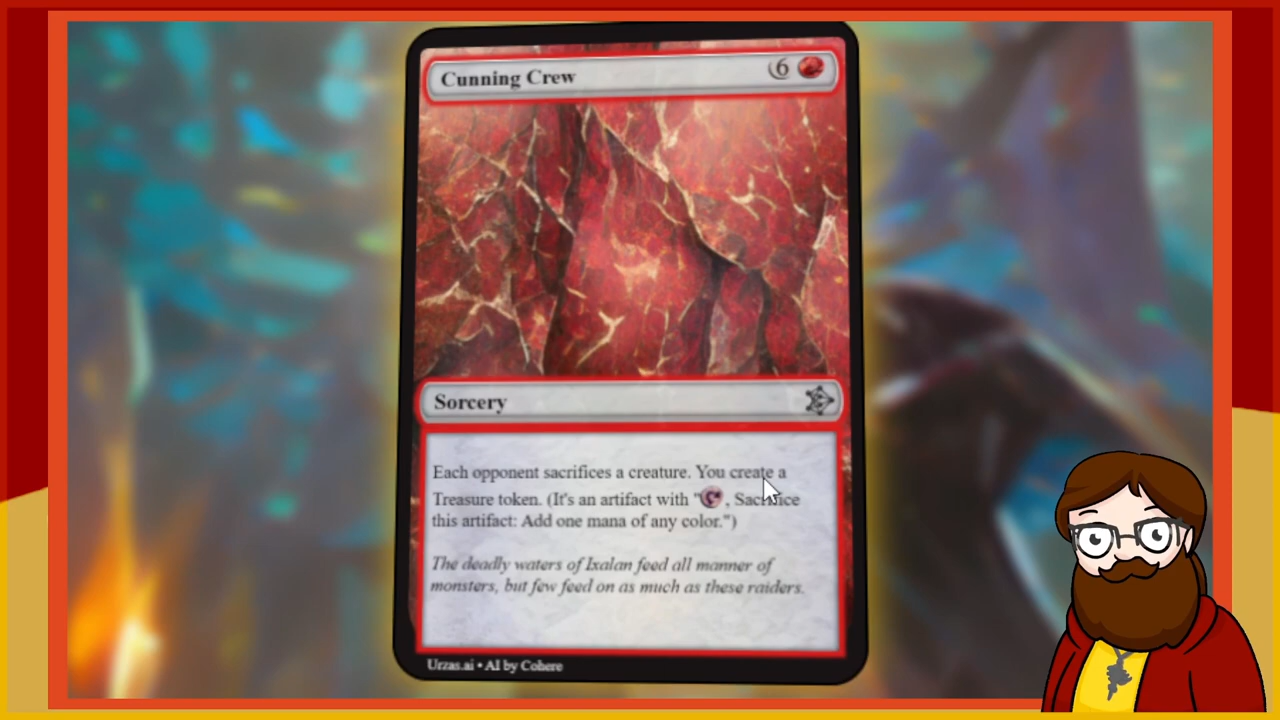 Cunning Crew 6
Sorcery
Each opponent sacrifices a creature. You create a
Treasure token. (It's an artifact with ", Sacrifice
this artifact: Add one mana of any color.")
The deadly waters of Ixalan feed all manner of
monsters, but few feed on as much as these raiders.
Urzas.ai • AI by Cohere